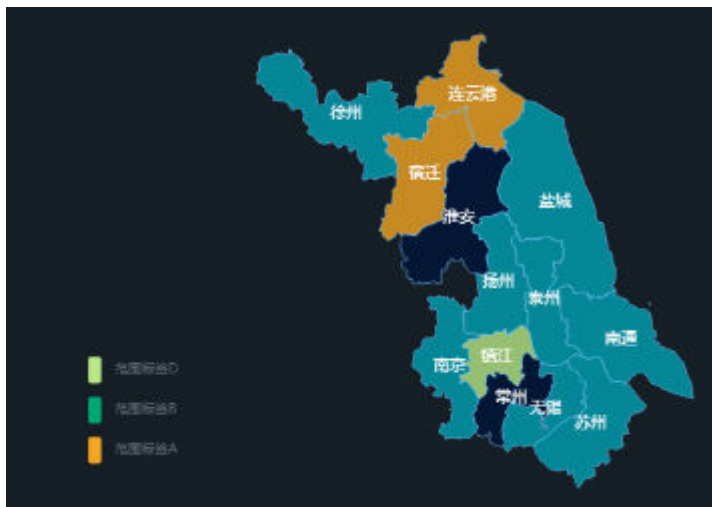 连云港
徐州
宿迁
盐城
淮安
扬州
泰州
南通
镇江
南京
常州
无锡
苏州
范围标签D
范围标签B
范围标签A